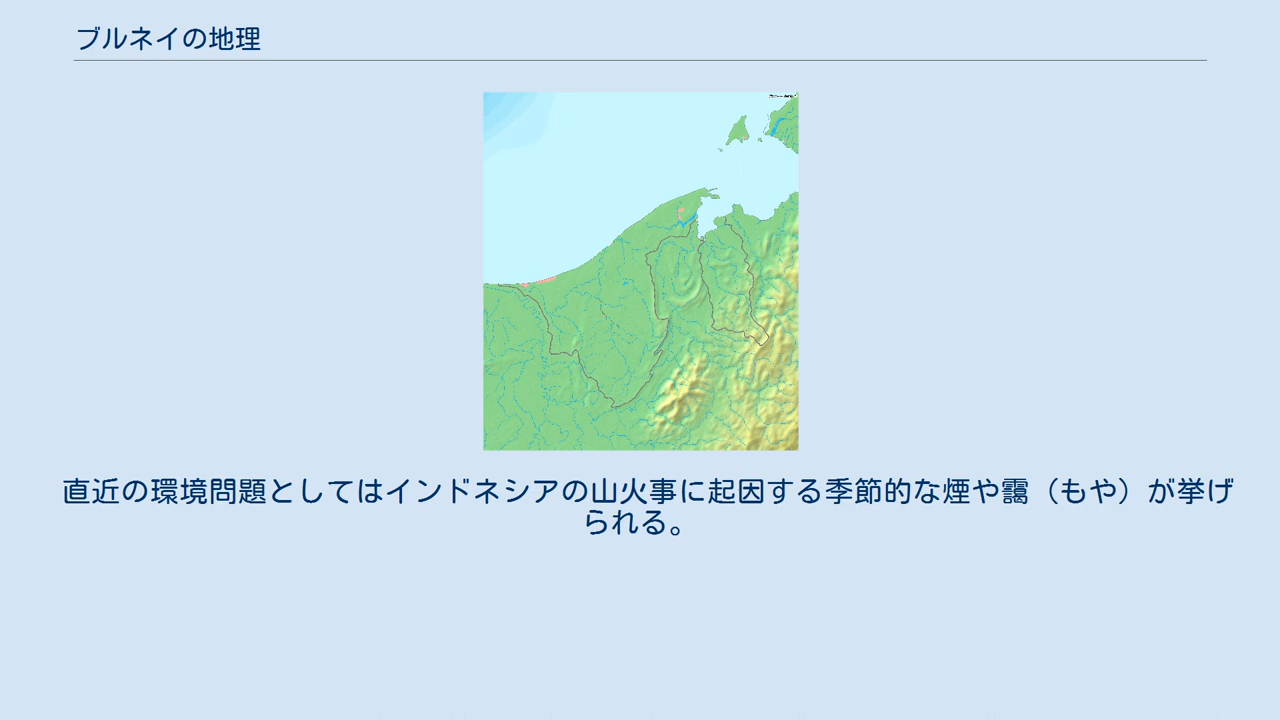 ブルネイの地理
直近の環境問題としてはインドネシアの山火事に起因する季節的な煙や靄（もや）が挙げ
られる。